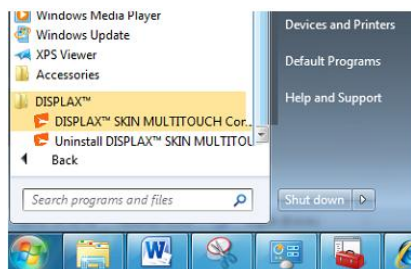 Windows Media Player
Windows Update
XPS Viewer
Accessories
DISPLAX™
DISPLAX™ SKIN MULTITOUCH Cor...
Uninstall DISPLAX™ SKIN MULTITOU
Back
Search programs and files
Devices and Printers
Default Programs
Help and Support
Shut down
W